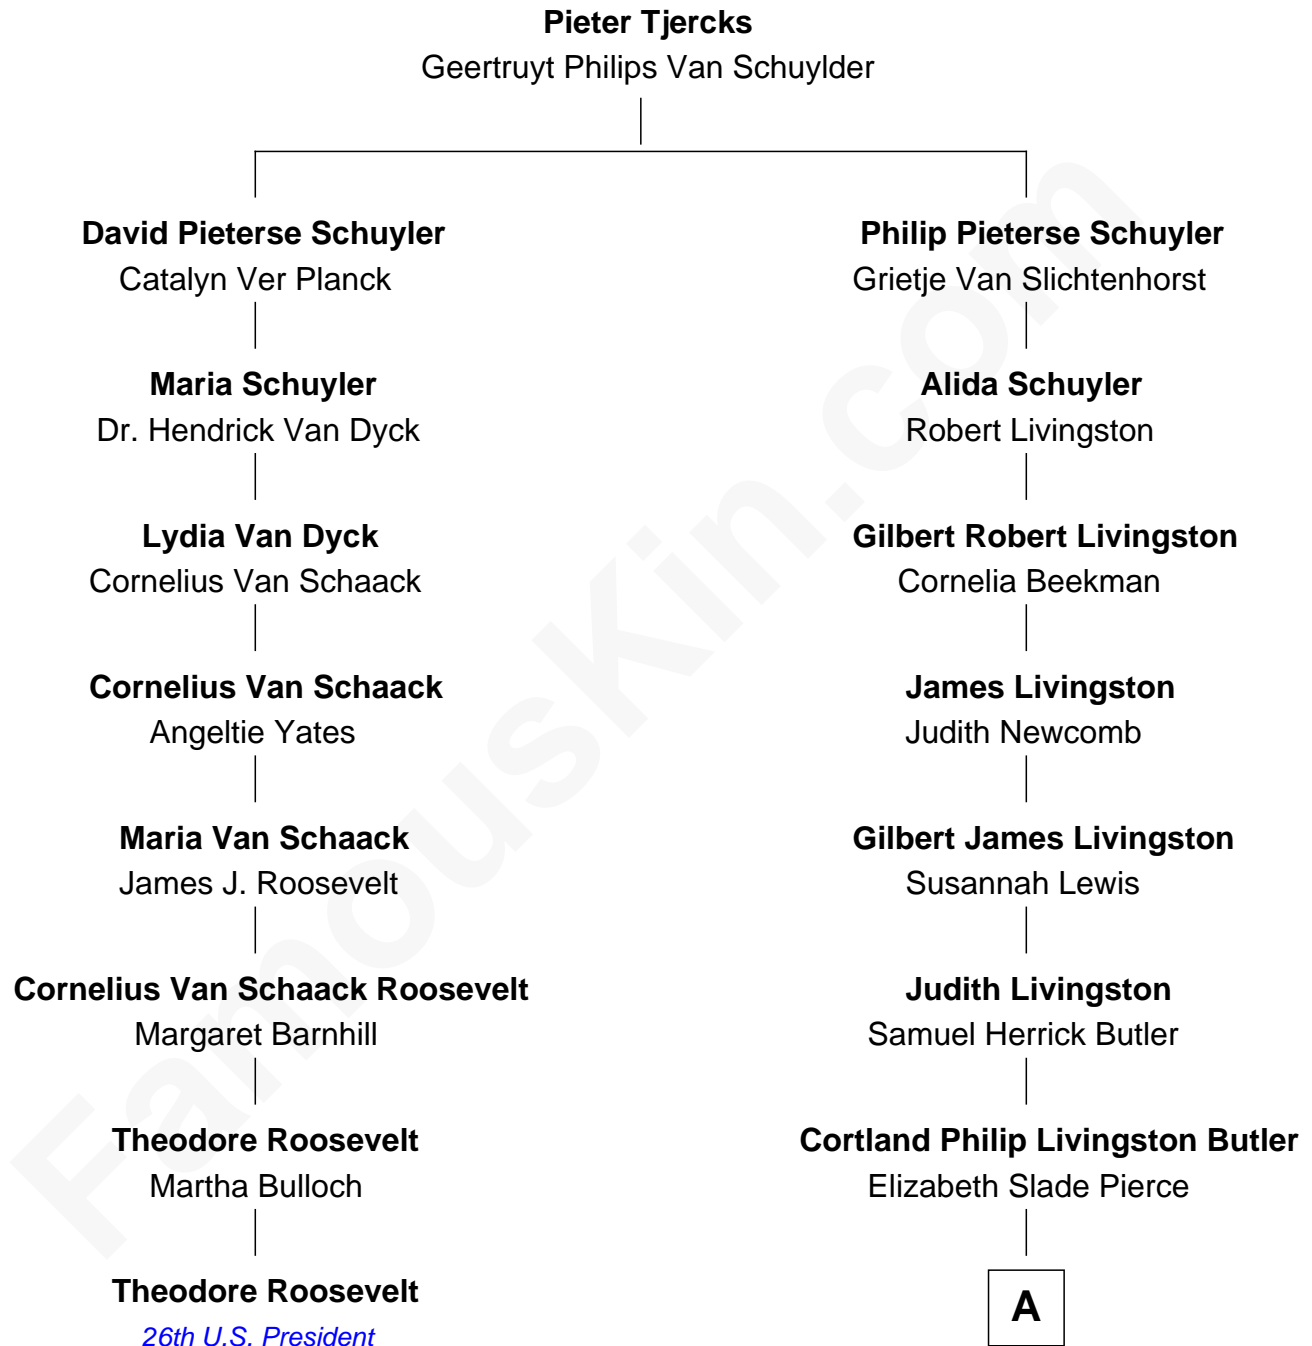 Pieter Tjercks
Geertruyt Philips Van Schuylder
David Pieterse Schuyler
Catalyn Ver Planck
Maria Schuyler
Dr. Hendrick Van Dyck
Lydia Van Dyck
Cornelius Van Schaack
Cornelius Van Schaack
Angeltie Yates
Maria Van Schaack
James J. Roosevelt
Cornelius Van Schaack Roosevelt
Margaret Barnhill
Theodore Roosevelt
Martha Bulloch
Theodore Roosevelt
26th U.S. President
Philip Pieterse Schuyler
Grietje Van Slichtenhorst
Alida Schuyler
Robert Livingston
Gilbert Robert Livingston
Cornelia Beekman
James Livingston
Judith Newcomb
Gilbert James Livingston
Susannah Lewis
Judith Livingston
Samuel Herrick Butler
Cortland Philip Livingston Butler
Elizabeth Slade Pierce
A
FamousKin.com